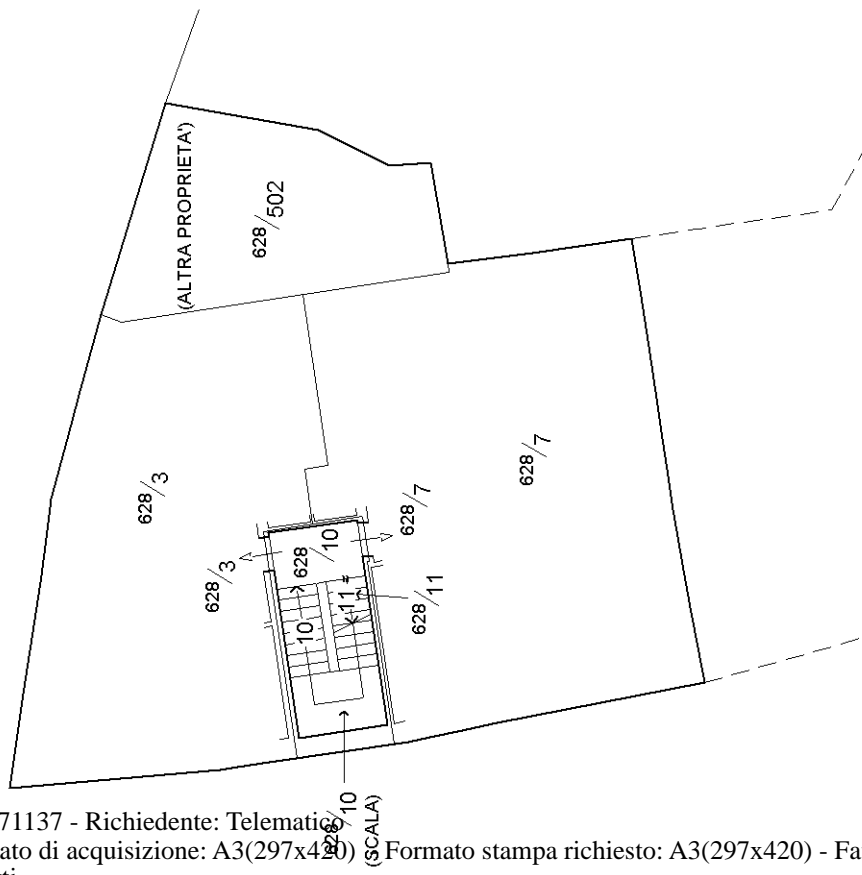 (ALTRA PROPRIETA')
628/502
628/3
628/7
628/7
628/10
628/3
628/11
11
10
628/10
(SCALA)
71137 - Richiedente: Telematico
ato di acquisizione: A3(297x420) - Formato stampa richiesto: A3(297x420) - Fa